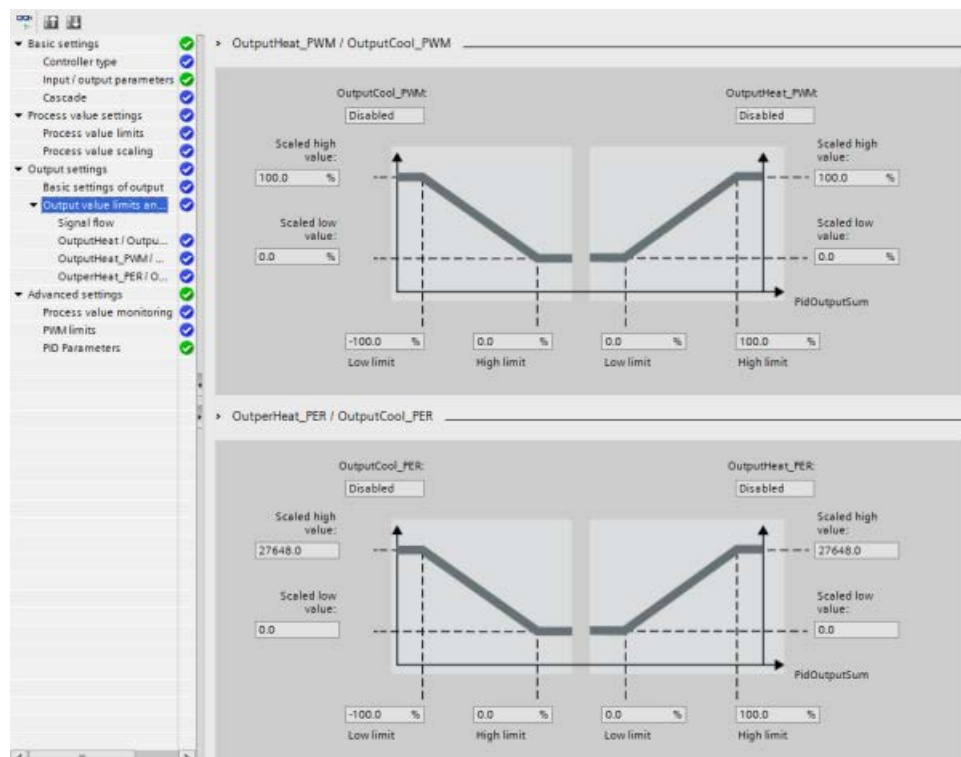 Basic settings
Controller type
Input / output parameters
Cascade
Process value settings
Process value limits
Process value scaling
Output settings
Basic settings of output
Output value limits an...
Signal flow
OutputHeat / Outpu...
OutputHeat_PWM / ...
OutperHeat_PER / O...
Advanced settings
Process value monitoring
PWM limits
PID Parameters
OutputHeat_PWM / OutputCool_PWM
OutputCool_PWM:
Disabled
OutputHeat_PWM:
Disabled
Scaled high
value:
100.0 %
Scaled high
value:
100.0 %
Scaled low
value:
0.0 %
Scaled low
value:
0.0 %
PidOutputSum
-100.0 %
0.0 %
0.0 %
100.0 %
Low limit
High limit
Low limit
High limit
OutperHeat_PER / OutputCool_PER
OutputCool_PER:
Disabled
OutputHeat_PER:
Disabled
Scaled high
value:
27648.0
Scaled high
value:
27648.0
Scaled low
value:
0.0
Scaled low
value:
0.0
PidOutputSum
-100.0 %
0.0 %
0.0 %
100.0 %
Low limit
High limit
Low limit
High limit